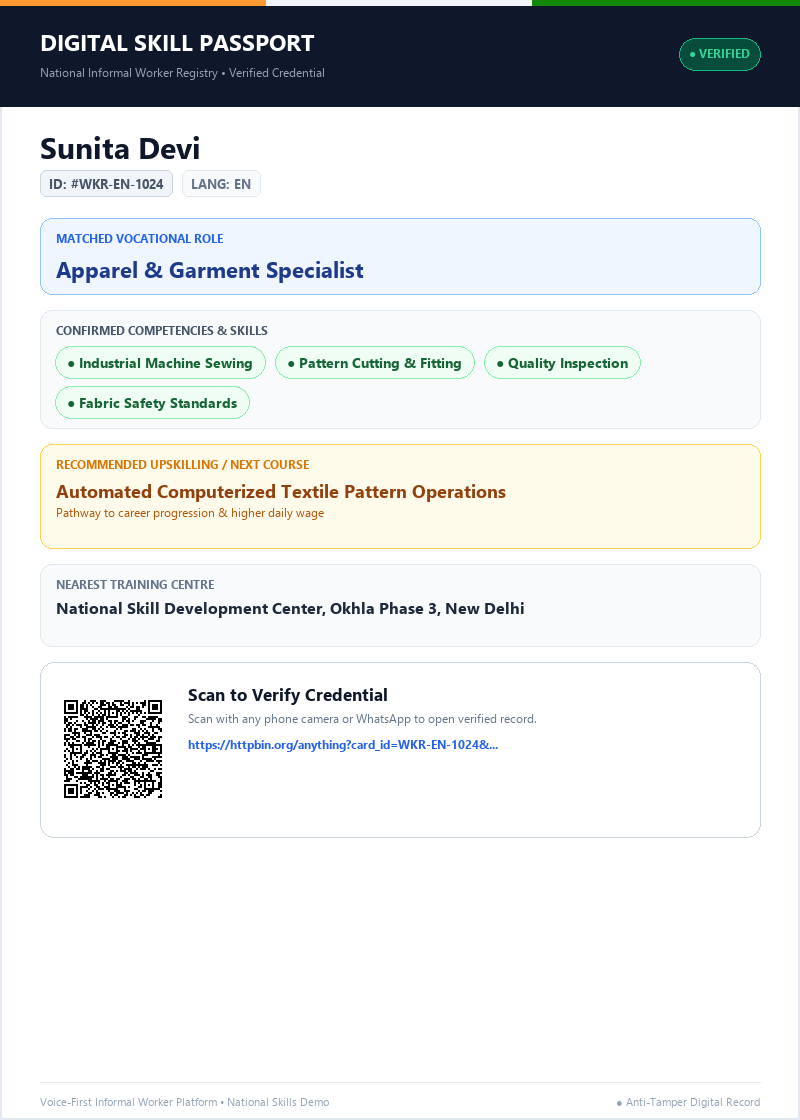 DIGITAL SKILL PASSPORT
National Informal Worker Registry • Verified Credential
● VERIFIED
Sunita Devi
ID: #WKR-EN-1024
LANG: EN
MATCHED VOCATIONAL ROLE
Apparel & Garment Specialist
CONFIRMED COMPETENCIES & SKILLS
● Industrial Machine Sewing
● Pattern Cutting & Fitting
● Quality Inspection
● Fabric Safety Standards
RECOMMENDED UPSKILLING / NEXT COURSE
Automated Computerized Textile Pattern Operations
Pathway to career progression & higher daily wage
NEAREST TRAINING CENTRE
National Skill Development Center, Okhla Phase 3, New Delhi
Scan to Verify Credential
Scan with any phone camera or WhatsApp to open verified record.
https://httpbin.org/anything?card_id=WKR-EN-1024&...
Voice-First Informal Worker Platform • National Skills Demo
● Anti-Tamper Digital Record